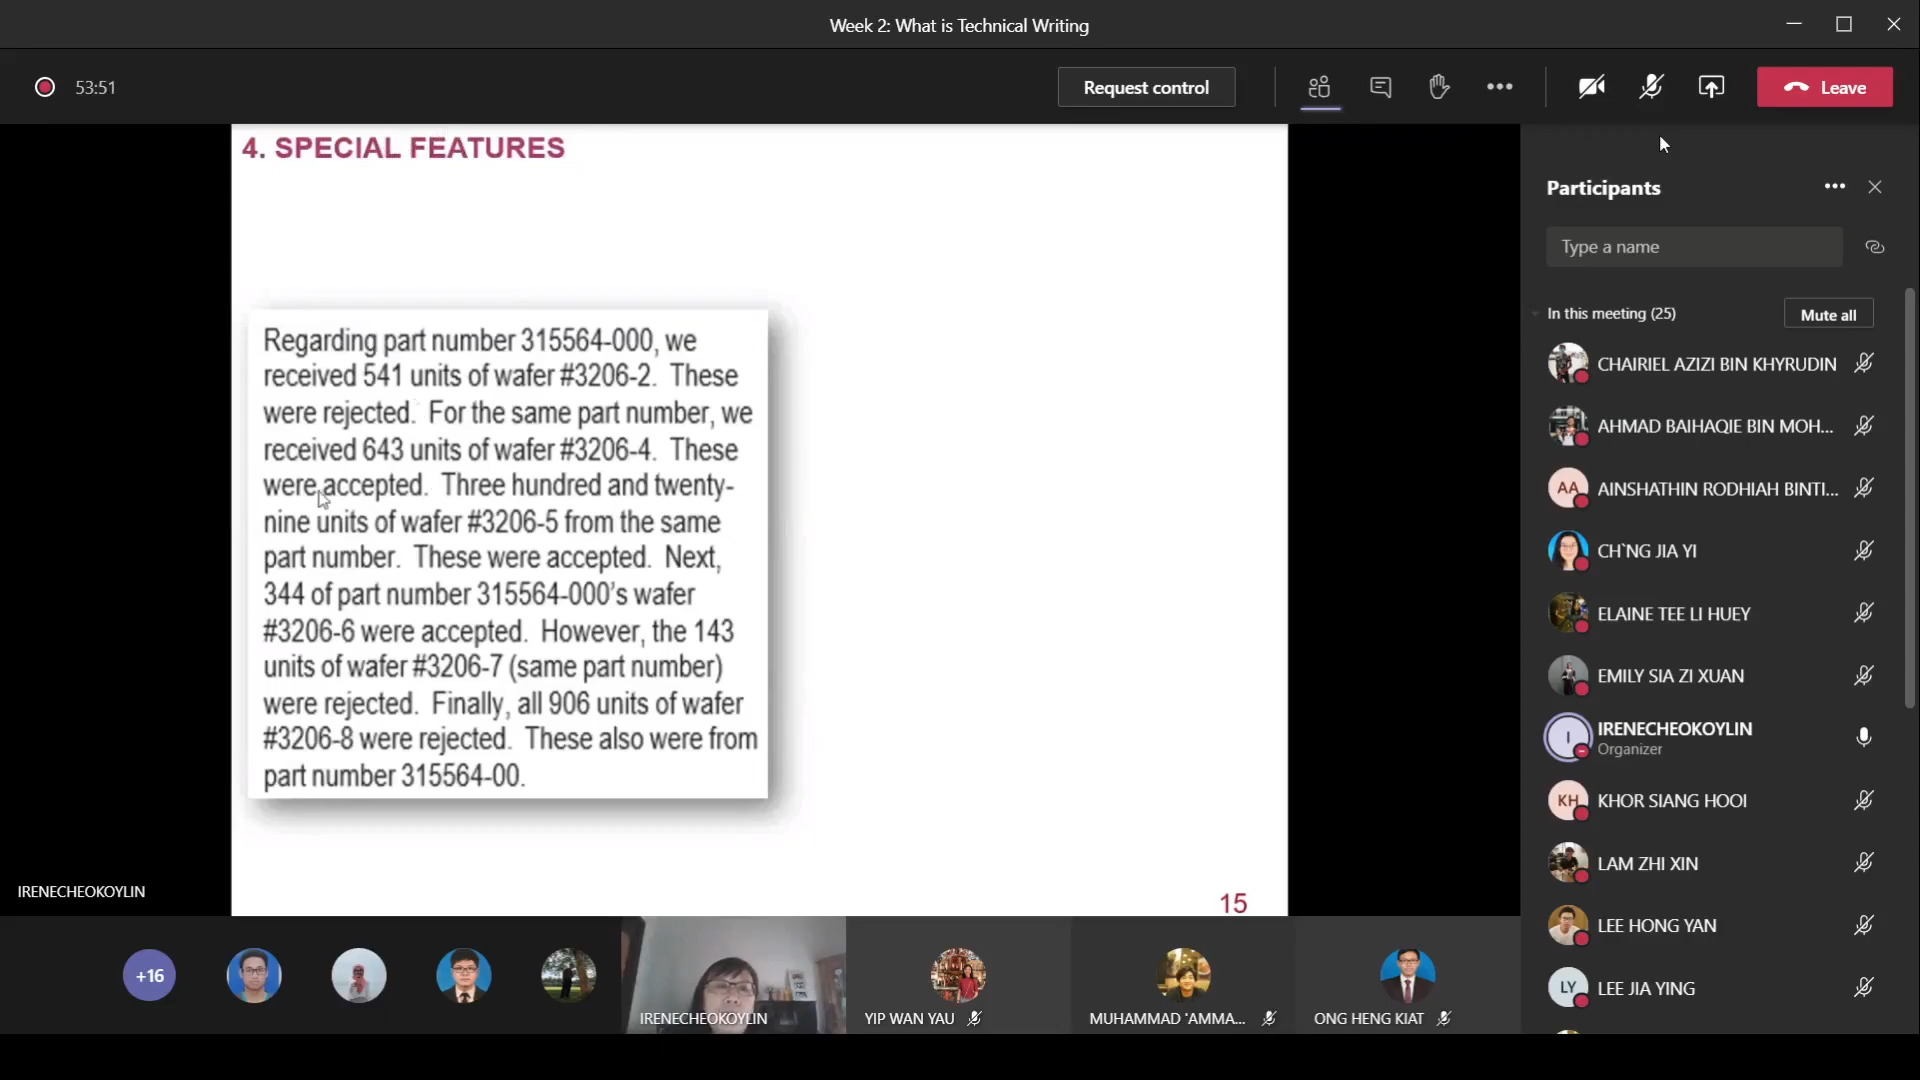 Week 2: What is Technical Writing
53:51
Request control
Leave
4. SPECIAL FEATURES
Regarding part number 315564-000, we
received 541 units of wafer #3206-2. These
were rejected. For the same part number, we
received 643 units of wafer #3206-4. These
were accepted. Three hundred and twenty-
nine units of wafer #3206-5 from the same
part number. These were accepted. Next,
344 of part number 315564-000's wafer
#3206-6 were accepted. However, the 143
units of wafer #3206-7 (same part number)
were rejected. Finally, all 906 units of wafer
#3206-8 were rejected. These also were from
part number 315564-00.
15
IRENECHEOKOYLIN
+16
IRENECHEOKOYLIN
YIP WAN YAU
MUHAMMAD 'AMMA...
ONG HENG KIAT
Participants
Type a name
In this meeting (25)
Mute all
CHAIRIEL AZIZI BIN KHYRUDIN
AHMAD BAIHAQIE BIN MOH...
AA
AINSHATHIN RODHIAH BINTI...
CH`NG JIA YI
ELAINE TEE LI HUEY
EMILY SIA ZI XUAN
I
IRENECHEOKOYLIN
Organizer
KH
KHOR SIANG HOOI
LAM ZHI XIN
LEE HONG YAN
LY
LEE JIA YING